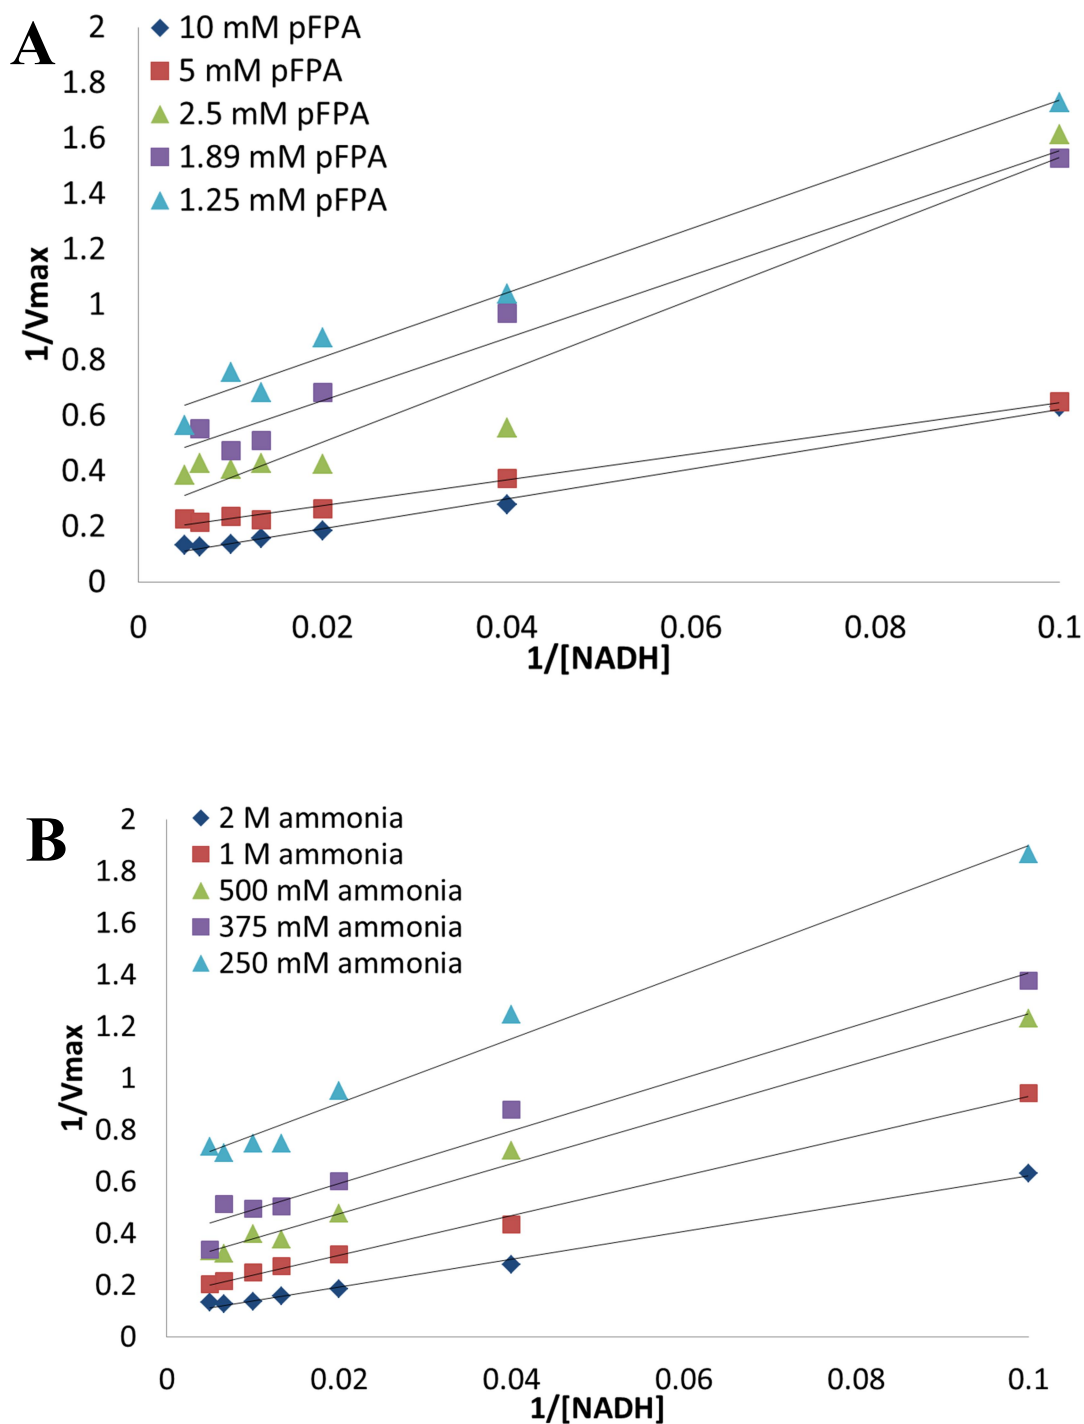 A
10 mM pFPA
5 mM pFPA
2.5 mM pFPA
1.89 mM pFPA
1.25 mM pFPA
2
1.8
1.6
1.4
1.2
1
0.8
0.6
0.4
0.2
0
1/Vmax
0 0.02 0.04 0.06 0.08 0.1
1/[NADH]
B
2 M ammonia
1 M ammonia
500 mM ammonia
375 mM ammonia
250 mM ammonia
2
1.8
1.6
1.4
1.2
1
0.8
0.6
0.4
0.2
0
1/Vmax
0 0.02 0.04 0.06 0.08 0.1
1/[NADH]